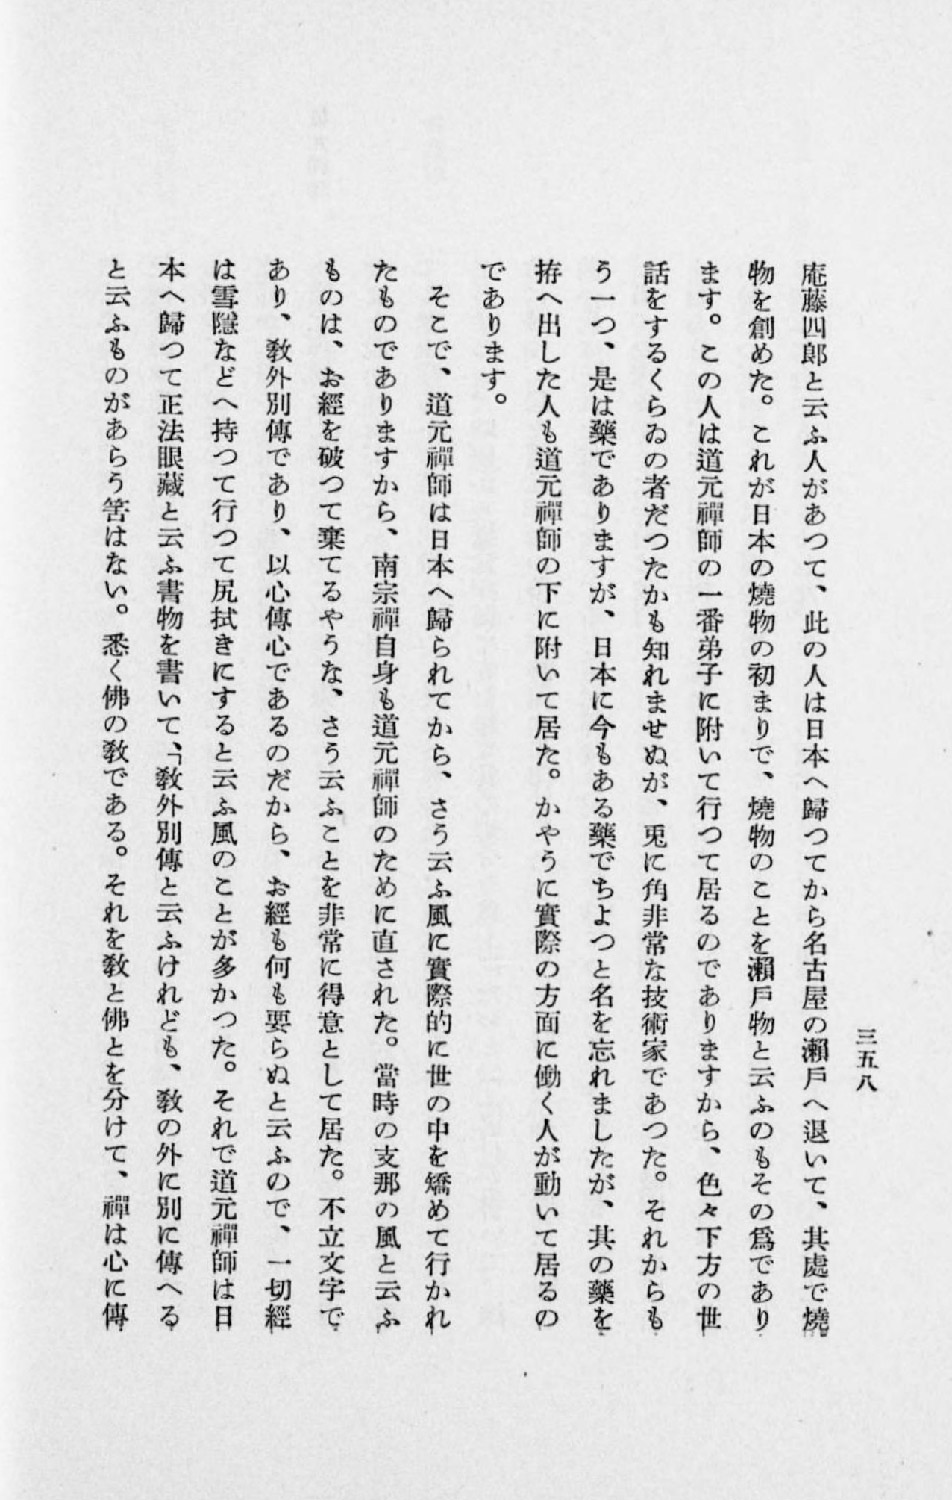 三五八
庵藤四郎と云ふ人があつて、此の人は日本へ歸つてから名古屋の瀨戶へ退いて、其處で燒
物を創めた。これが日本の燒物の初まりで、燒物のことを瀨戶物と云ふのもその爲であり
ます。この人は道元禪師の一番弟子に附いて行つて居るのでありますから、色々下方の世
話をするくらゐの者だつたかも知れませぬが、兎に角非常な技術家であつた。それからも
う一つ、是は藥でありますが、日本に今もある藥でちよつと名を忘れましたが、其の藥を
拵へ出した人も道元禪師の下に附いて居た。かやうに實際の方面に働く人が動いて居るの
であります。
そこで、道元禪師は日本へ歸られてから、さう云ふ風に實際的に世の中を矯めて行かれ
たものでありますから、南宗禪自身も道元禪師のために直された。當時の支那の風と云ふ
ものは、お經を破つて棄てるやうな、さう云ふことを非常に得意として居た。不立文字で
あり、敎外別傳であり、以心傳心であるのだから、お經も何も要らぬと云ふので、一切經
は雪隱などへ持つて行つて尻拭きにすると云ふ風のことが多かつた。それで道元禪師は日
本へ歸つて正法眼藏と云ふ書物を書いて、「敎外別傳と云ふけれども、敎の外に別に傳へる
と云ふものがあらう筈はない。悉く佛の敎である。それを敎と佛とを分けて、禪は心に傳